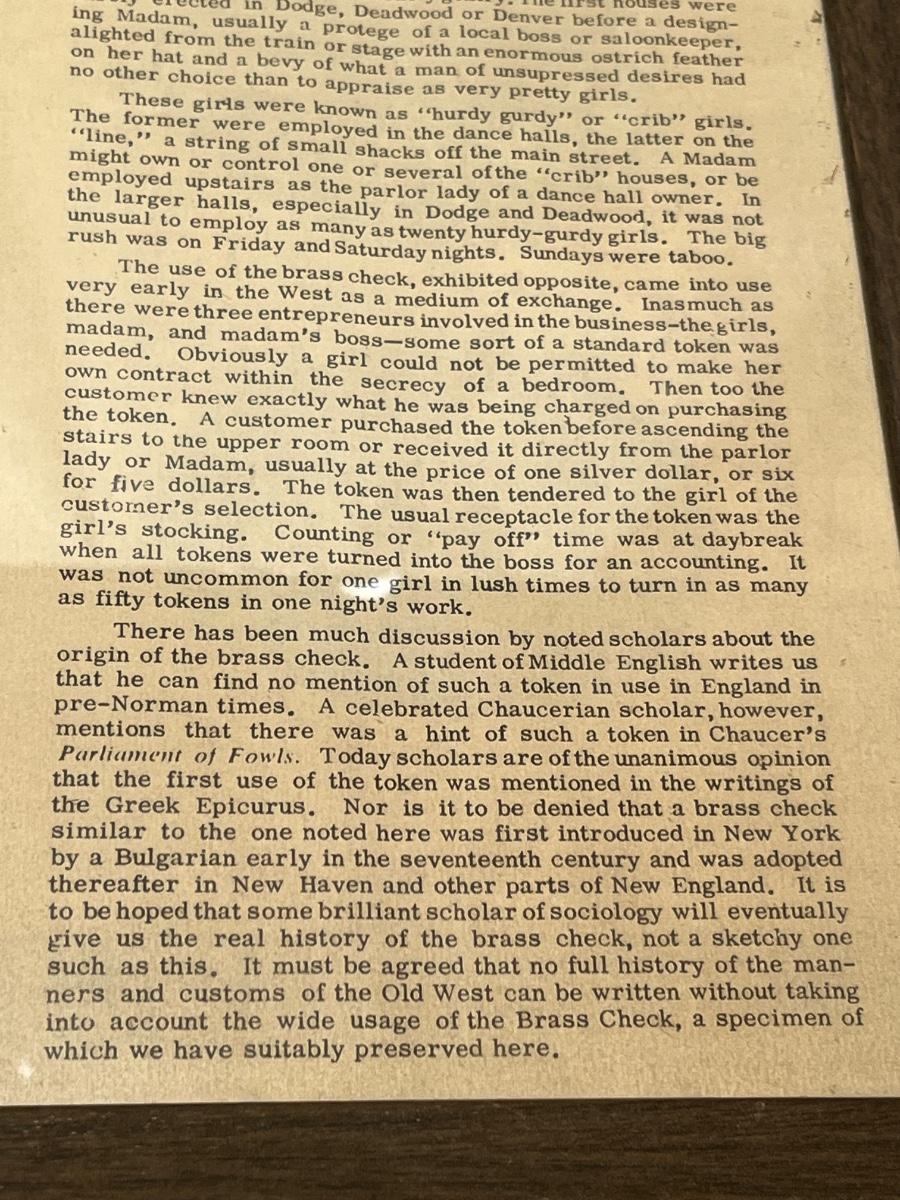 erected in Dodge, Deadwood or Denver before a design-
ing Madam, usually a protege of a local boss or saloonkeeper,
alighted from the train or stage with an enormous ostrich feather
on her hat and a bevy of what a man of unsupressed desires had
no other choice than to appraise as very pretty girls.
These girls were known as "hurdy gurdy" or "crib" girls.
The former were employed in the dance halls, the latter on the
"line," a string of small shacks off the main street. A Madam
might own or control one or several of the "crib" houses, or be
employed upstairs as the parlor lady of a dance hall owner. In
the larger halls, especially in Dodge and Deadwood, it was not
unusual to employ as many as twenty hurdy-gurdy girls. The big
rush was on Friday and Saturday nights. Sundays were taboo.
The use of the brass check, exhibited opposite, came into use
very early in the West as a medium of exchange. Inasmuch as
there were three entrepreneurs involved in the business—the girls,
madam, and madam's boss—some sort of a standard token was
needed. Obviously a girl could not be permitted to make her
own contract within the secrecy of a bedroom. Then too the
customer knew exactly what he was being charged on purchasing
the token. A customer purchased the token before ascending the
stairs to the upper room or received it directly from the parlor
lady or Madam, usually at the price of one silver dollar, or six
for five dollars. The token was then tendered to the girl of the
customer's selection. The usual receptacle for the token was the
girl's stocking. Counting or "pay off" time was at daybreak
when all tokens were turned into the boss for an accounting. It
was not uncommon for one girl in lush times to turn in as many
as fifty tokens in one night's work.
There has been much discussion by noted scholars about the
origin of the brass check. A student of Middle English writes us
that he can find no mention of such a token in use in England in
pre-Norman times. A celebrated Chaucerian scholar, however,
mentions that there was a hint of such a token in Chaucer's
Parliament of Fowls. Today scholars are of the unanimous opinion
that the first use of the token was mentioned in the writings of
the Greek Epicurus. Nor is it to be denied that a brass check
similar to the one noted here was first introduced in New York
by a Bulgarian early in the seventeenth century and was adopted
thereafter in New Haven and other parts of New England. It is
to be hoped that some brilliant scholar of sociology will eventually
give us the real history of the brass check, not a sketchy one
such as this. It must be agreed that no full history of the man-
ners and customs of the Old West can be written without taking
into account the wide usage of the Brass Check, a specimen of
which we have suitably preserved here.